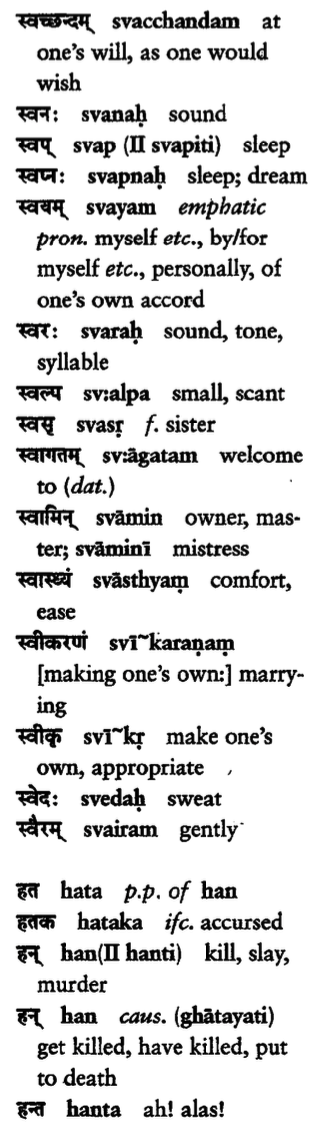 स्वच्छन्दम् svacchandam at
one's will, as one would
wish
स्वनः svanaḥ sound
स्वप् svap (II svapiti) sleep
स्वप्नः svapnaḥ sleep; dream
स्वयम् svayam emphatic
pron. myself etc., by/for
myself etc., personally, of
one's own accord
स्वरः svaraḥ sound, tone,
syllable
स्वल्प sv:alpa small, scant
स्वसृ svasṛ f. sister
स्वागतम् sv:āgatam welcome
to (dat.)
स्वामिन् svāmin owner, mas-
ter; svāminī mistress
स्वास्थ्यं svāsthyaṃ comfort,
ease
स्वीकरणं svī~karaṇaṃ
[making one's own:] marry-
ing
स्वीकृ svī~kṛ make one's
own, appropriate
स्वेदः svedaḥ sweat
स्वैरम् svairam gently
हत hata p.p. of han
हतक hataka ifc. accursed
हन् han(II hanti) kill, slay,
murder
हन् han caus. (ghātayati)
get killed, have killed, put
to death
हन्त hanta ah! alas!